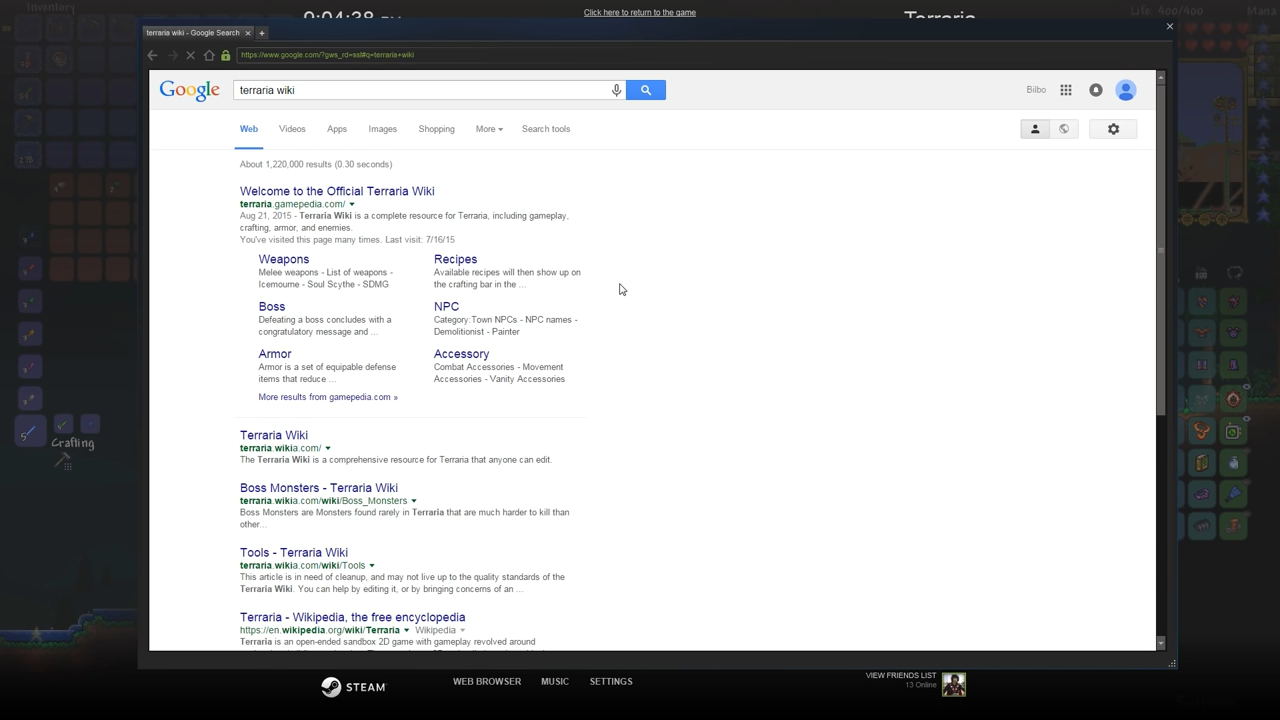 Inventory
9:04:38 PM
Click here to return to the game
Terraria
Life: 400/400
terraria wiki - Google Search
https://www.google.com/?gws_rd=ssl#q=terraria+wiki
Google
terraria wiki
Bilbo
Web
Videos
Apps
Images
Shopping
More
Search tools
About 1,220,000 results (0.30 seconds)
Welcome to the Official Terraria Wiki
terraria.gamepedia.com/
Aug 21, 2015 - Terraria Wiki is a complete resource for Terraria, including gameplay,
crafting, armor, and enemies.
You've visited this page many times. Last visit: 7/16/15
Weapons
Melee weapons - List of weapons -
Icemourne - Soul Scythe - SDMG
Recipes
Available recipes will then show up on
the crafting bar in the ...
Boss
Defeating a boss concludes with a
congratulatory message and ...
NPC
Category:Town NPCs - NPC names -
Demolitionist - Painter
Armor
Armor is a set of equipable defense
items that reduce ...
Accessory
Combat Accessories - Movement
Accessories - Vanity Accessories
More results from gamepedia.com »
Terraria Wiki
terraria.wikia.com/
The Terraria Wiki is a comprehensive resource for Terraria that anyone can edit.
Boss Monsters - Terraria Wiki
terraria.wikia.com/wiki/Boss_Monsters
Boss Monsters are Monsters found rarely in Terraria that are much harder to kill than
other...
Tools - Terraria Wiki
terraria.wikia.com/wiki/Tools
This article is in need of cleanup, and may not live up to the quality standards of the
Terraria Wiki. You can help by editing it, or by bringing concerns of an ...
Terraria - Wikipedia, the free encyclopedia
https://en.wikipedia.org/wiki/Terraria
Wikipedia
Terraria is an open-ended sandbox 2D game with gameplay revolved around
Crafting
STEAM
WEB BROWSER
MUSIC
SETTINGS
VIEW FRIENDS LIST
13 Online